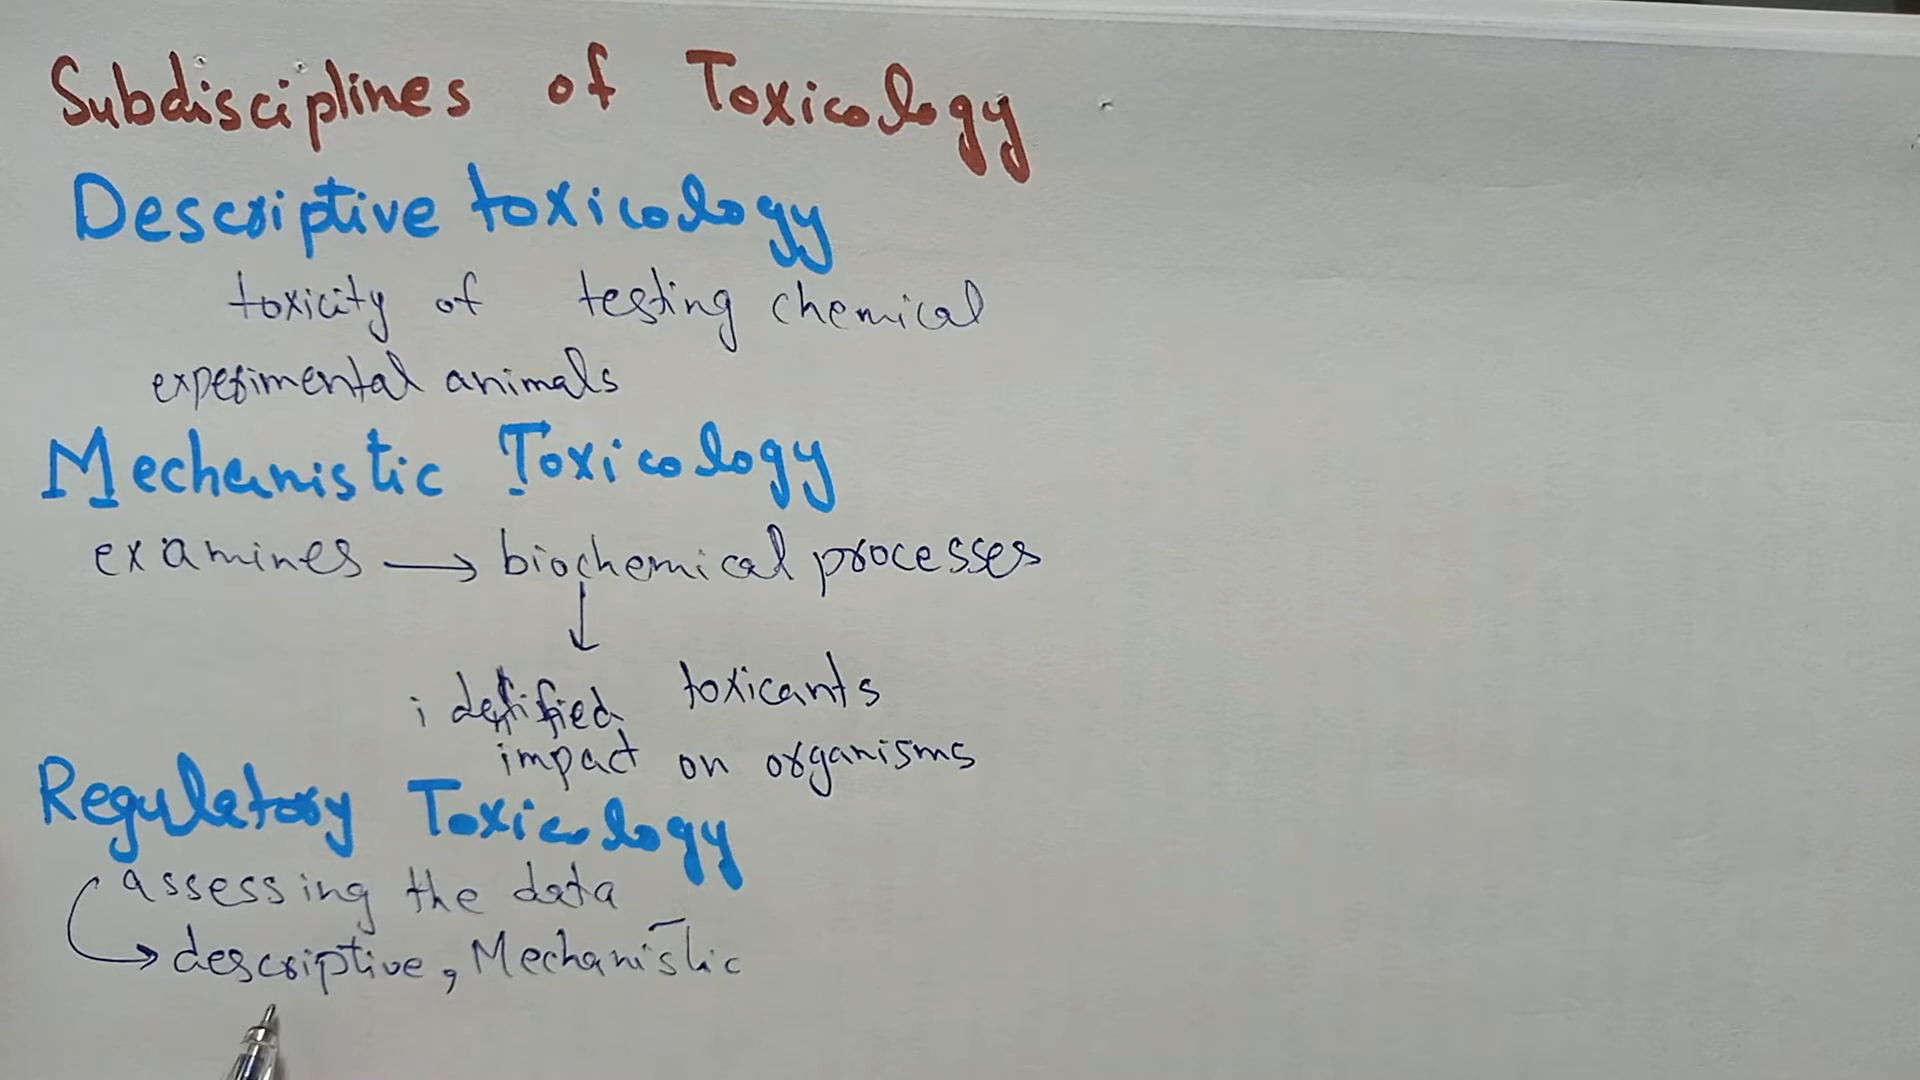 Subdisciplines of Toxicology
Descriptive toxicology
toxicity of testing chemical
experimental animals
Mechanistic Toxicology
examines → biochemical processes
↓
identified toxicants
impact on organisms
Regulatory Toxicology
assessing the data
→ descriptive, Mechanistic